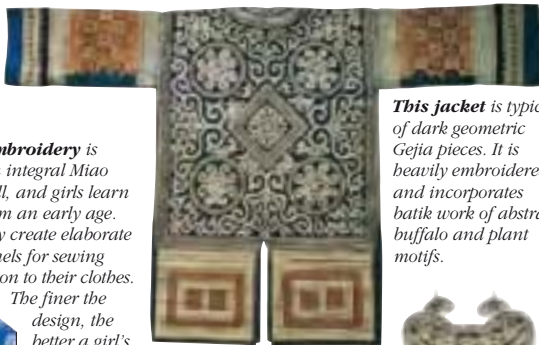 mbroidery is
integral Miao
ll, and girls learn
m an early age.
y create elaborate
nels for sewing
on to their clothes.
The finer the
design, the
better a girl's
This jacket is typic
of dark geometric
Gejia pieces. It is
heavily embroidere
and incorporates
batik work of abstra
buffalo and plant
motifs.